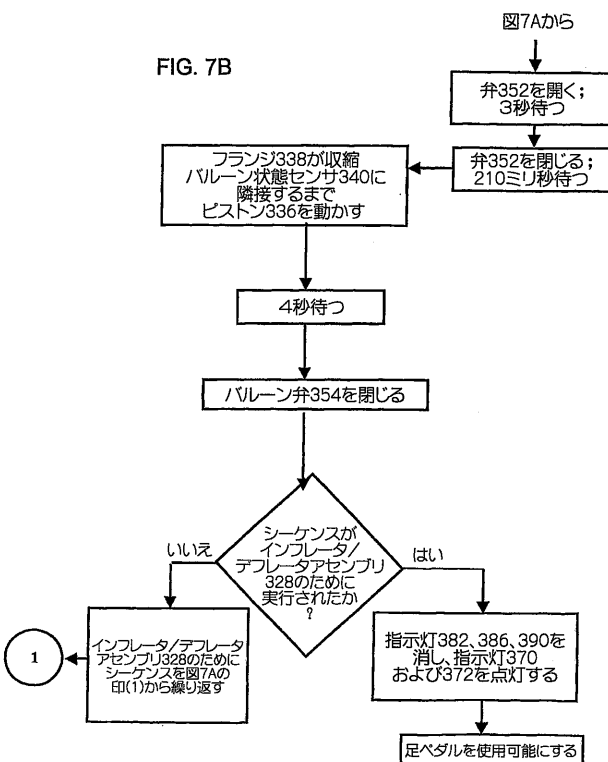 図7Aから
FIG. 7B
弁352を開く;
3秒待つ
弁352を閉じる;
210ミリ秒待つ
フランジ338が収縮
バルーン状態センサ340に
隣接するまで
ピストン336を動かす
4秒待つ
バルーン弁354を閉じる
シーケンスが
インフレータ/
デフレータアセンブリ
328のために
実行されたか
?
いいえ
はい
インフレータ/デフレータ
アセンブリ328のために
シーケンスを図7Aの
印(1)から繰り返す
1
指示灯382、386、390を
消し、指示灯370
および372を点灯する
足ペダルを使用可能にする